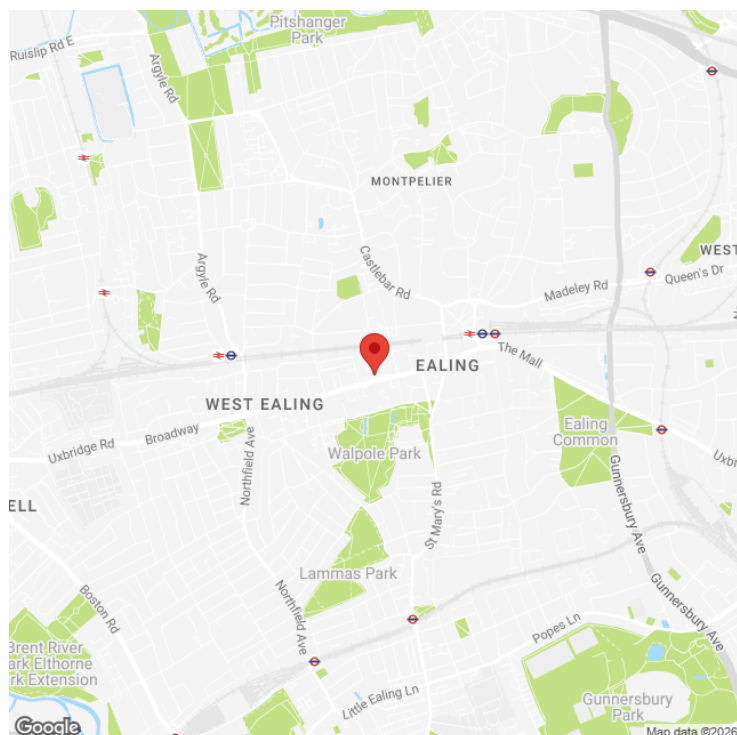 Pitshanger
Park
Ruislip Rd E
Argyle Rd
MONTPELIER
Castlebar Rd
Argyle Rd
WEST
Queen's Dr
Madeley Rd
The Mall
EALING
WEST EALING
Ealing
Common
Uxbridge Rd
Broadway
Walpole Park
Northfield Ave
St Mary's Rd
Gunnersbury Ave
Uxb
ELL
Lammas Park
Boston Rd
Northfield Ave
Popes Ln
Gunnersbury Ave
Brent River
ark Elthorne
rk Extension
Little Ealing Ln
Gunnersbury
Park
Google
Map data ©2026